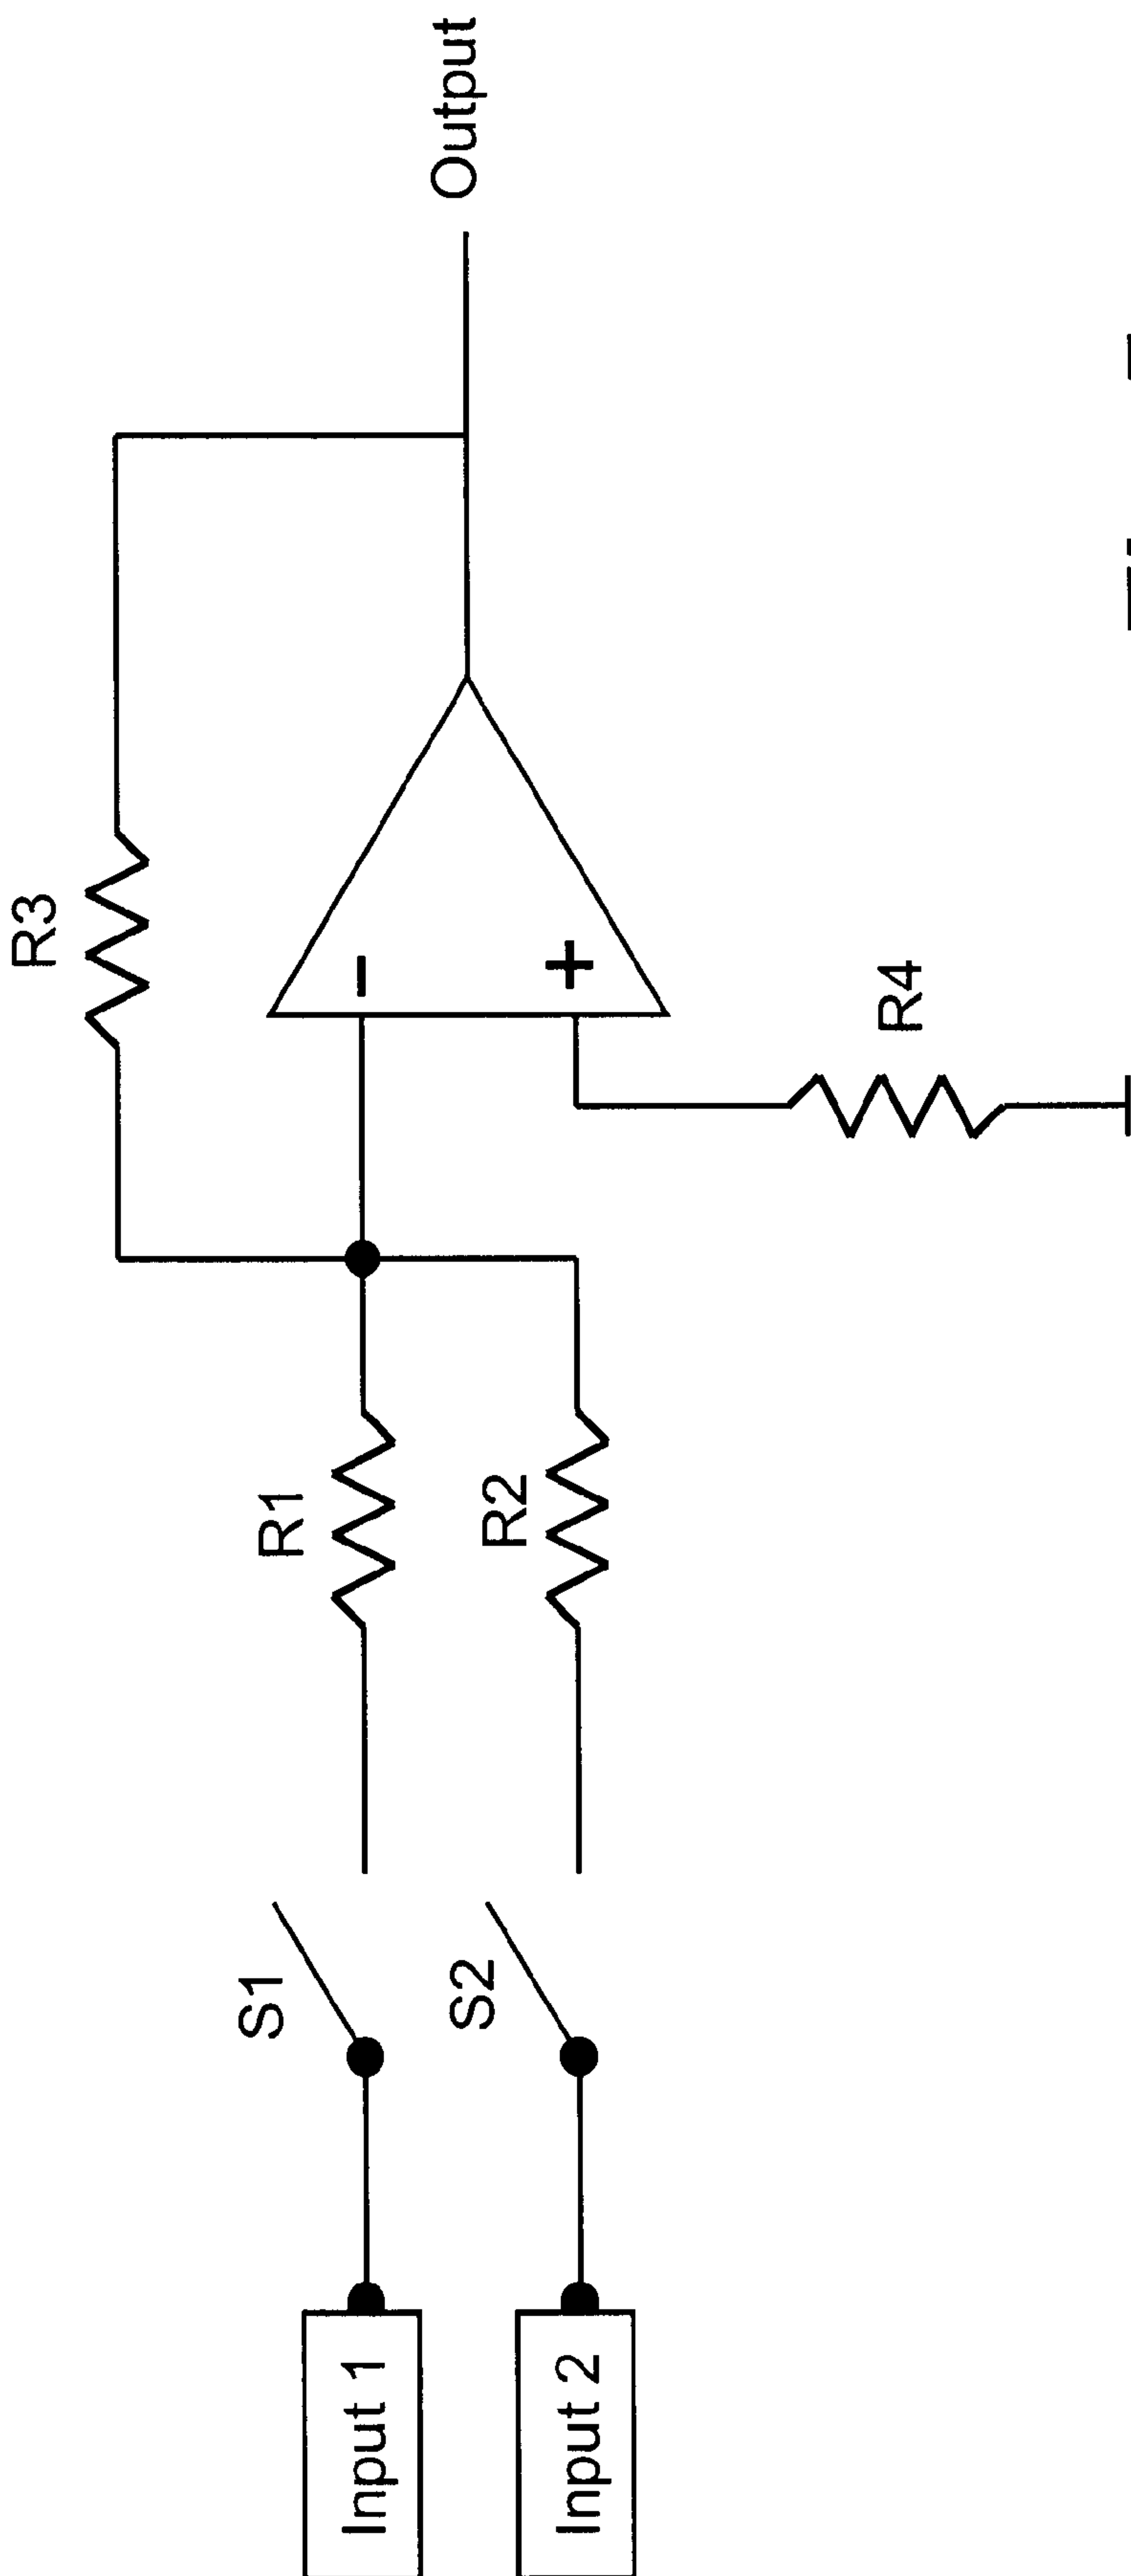 R3
Output
R1
-
S1
Input 1
R2
+
S2
Input 2
R4